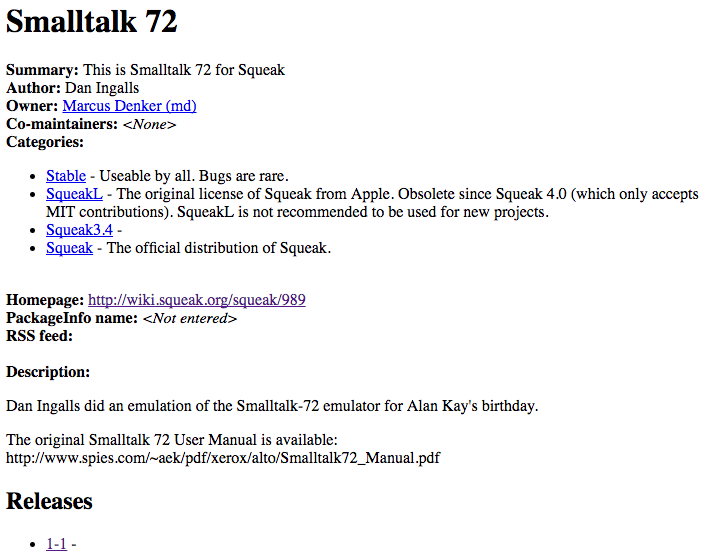 Smalltalk 72
Summary: This is Smalltalk 72 for Squeak
Author: Dan Ingalls
Owner: Marcus Denker (md)
Co-maintainers: <None>
Categories:
• Stable - Useable by all. Bugs are rare.
• SqueakL - The original license of Squeak from Apple. Obsolete since Squeak 4.0 (which only accepts
MIT contributions). SqueakL is not recommended to be used for new projects.
• Squeak3.4 -
• Squeak - The official distribution of Squeak.
Homepage: http://wiki.squeak.org/squeak/989
PackageInfo name: <Not entered>
RSS feed:
Description:
Dan Ingalls did an emulation of the Smalltalk-72 emulator for Alan Kay's birthday.
The original Smalltalk 72 User Manual is available:
http://www.spies.com/~aek/pdf/xerox/alto/Smalltalk72_Manual.pdf
Releases
• 1-1 -